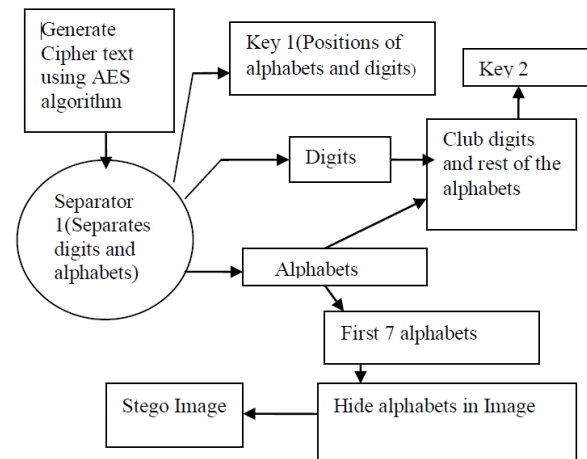 Generate
Cipher text
using AES
algorithm
Key 1(Positions of
alphabets and digits)
Key 2
Digits
Club digits
and rest of the
alphabets
Separator
1(Separates
digits and
alphabets)
Alphabets
First 7 alphabets
Stego Image
Hide alphabets in Image